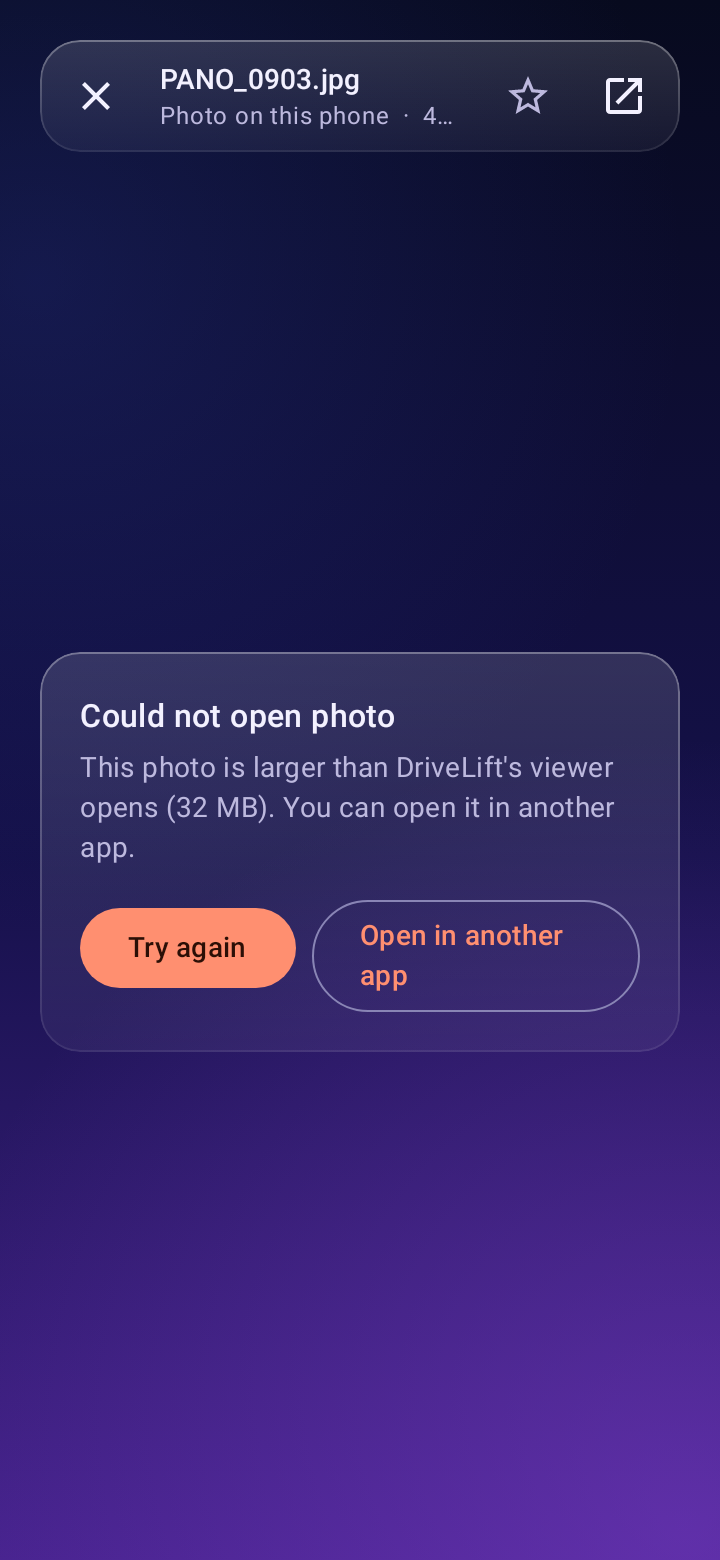 PANO_0903.jpg
Photo on this phone · 4…
Could not open photo
This photo is larger than DriveLift's viewer
opens (32 MB). You can open it in another
app.
Try again
Open in another
app